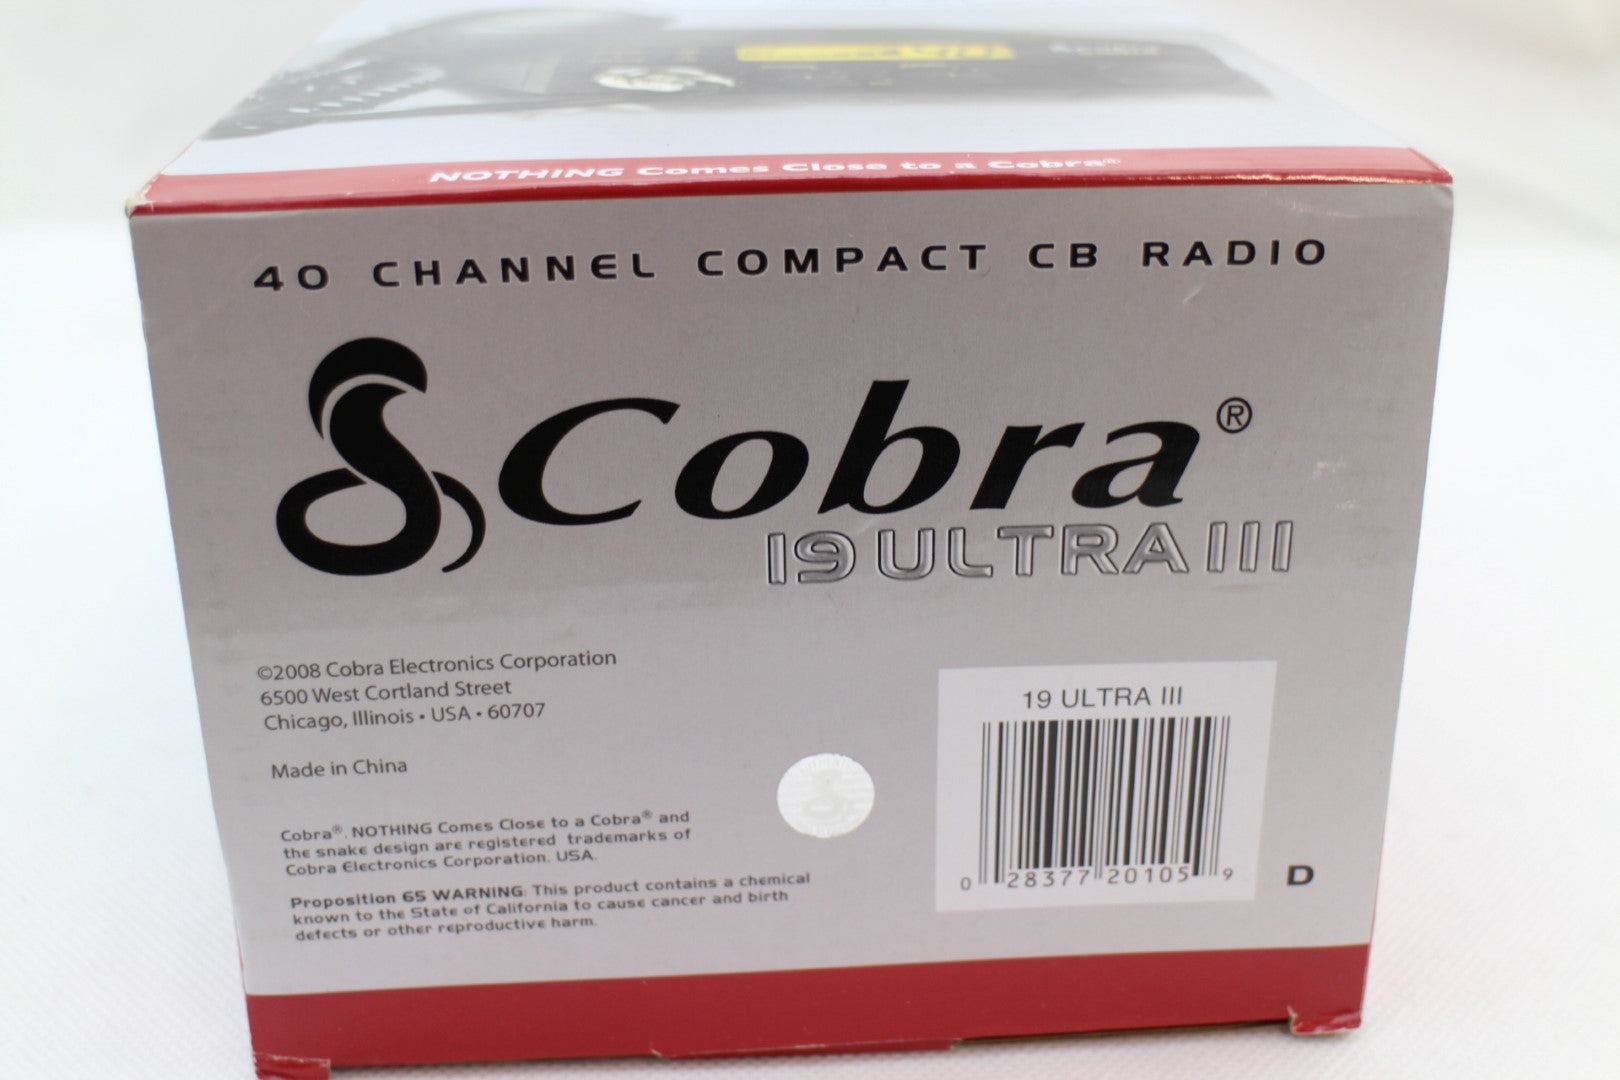 NOTHING Comes Close to a Cobra®
40 CHANNEL COMPACT CB RADIO
Cobra®
19 ULTRA III
©2008 Cobra Electronics Corporation
6500 West Cortland Street
Chicago, Illinois • USA • 60707
Made in China
Cobra®, NOTHING Comes Close to a Cobra® and
the snake design are registered trademarks of
Cobra Electronics Corporation, USA.
Proposition 65 WARNING: This product contains a chemical
known to the State of California to cause cancer and birth
defects or other reproductive harm.
19 ULTRA III
0 28377 20105 9
D